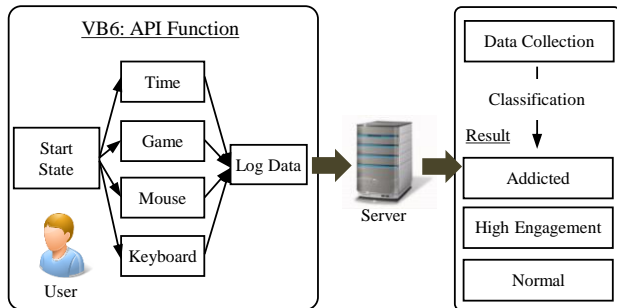 VB6: API Function
Time
Game
Start
State
Mouse
Keyboard
Log Data
User
Server
Data Collection
Classification
Result
Addicted
High Engagement
Normal